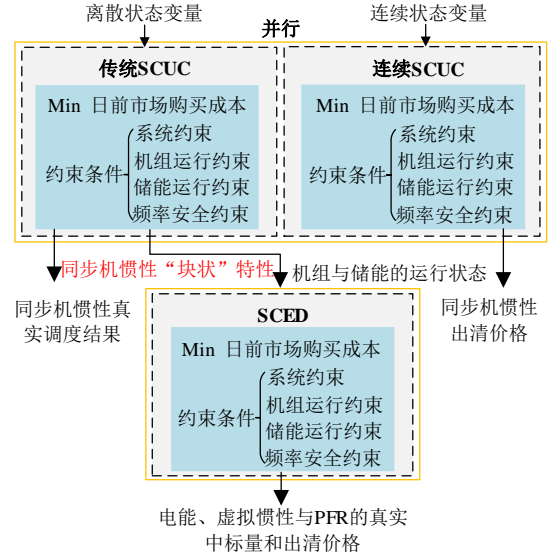 离散状态变量
连续状态变量
并行
传统SCUC
Min 日前市场购买成本
约束条件
系统约束
机组运行约束
储能运行约束
频率安全约束
连续SCUC
Min 日前市场购买成本
约束条件
系统约束
机组运行约束
储能运行约束
频率安全约束
同步机惯性“块状”特性
机组与储能的运行状态
同步机惯性真
实调度结果
同步机惯性
出清价格
SCED
Min 日前市场购买成本
约束条件
系统约束
机组运行约束
储能运行约束
频率安全约束
电能、虚拟惯性与PFR的真实
中标量和出清价格